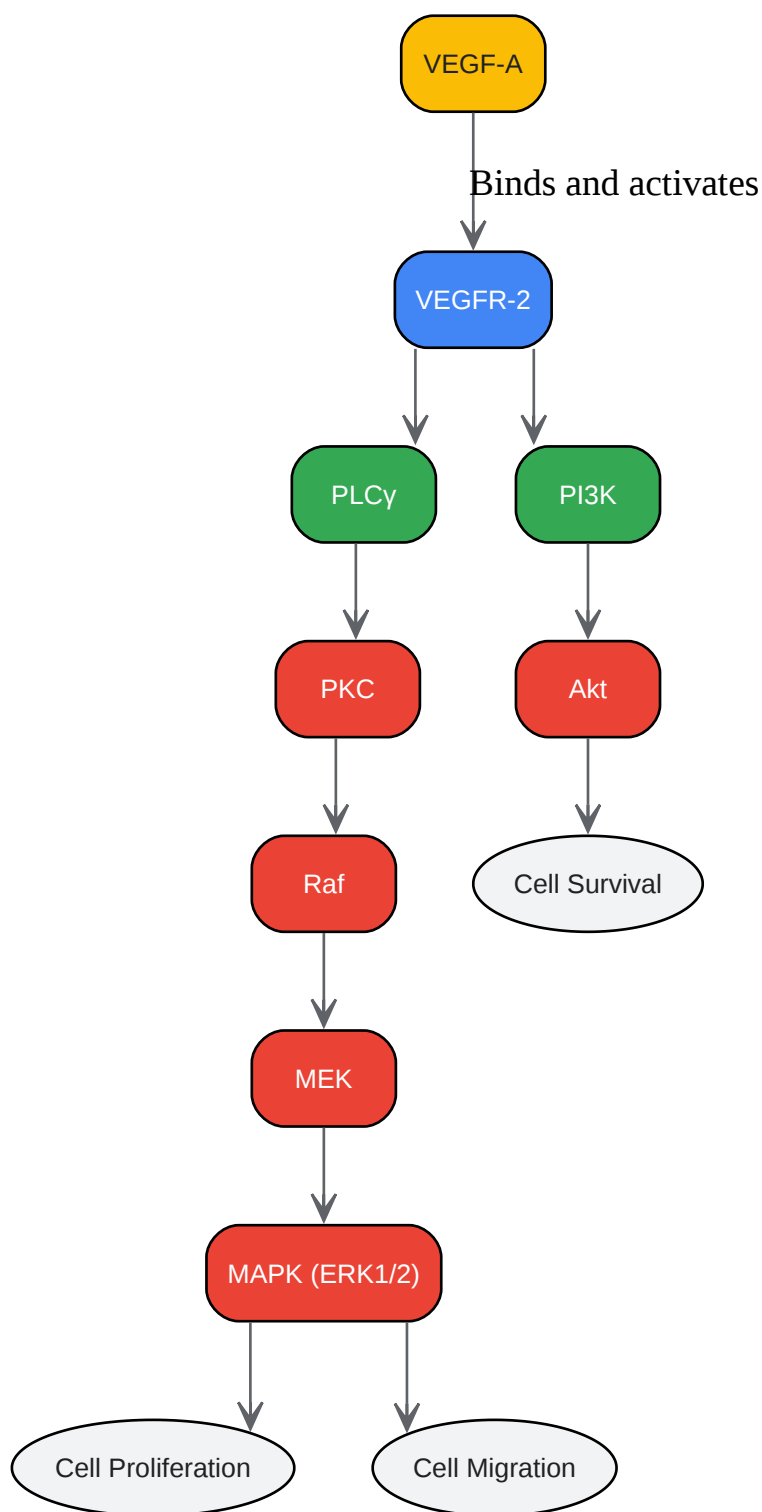 VEGF-A
Binds and activates
VEGFR-2
PLCγ
PI3K
PKC
Akt
Raf
Cell Survival
MEK
MAPK (ERK1/2)
Cell Proliferation
Cell Migration